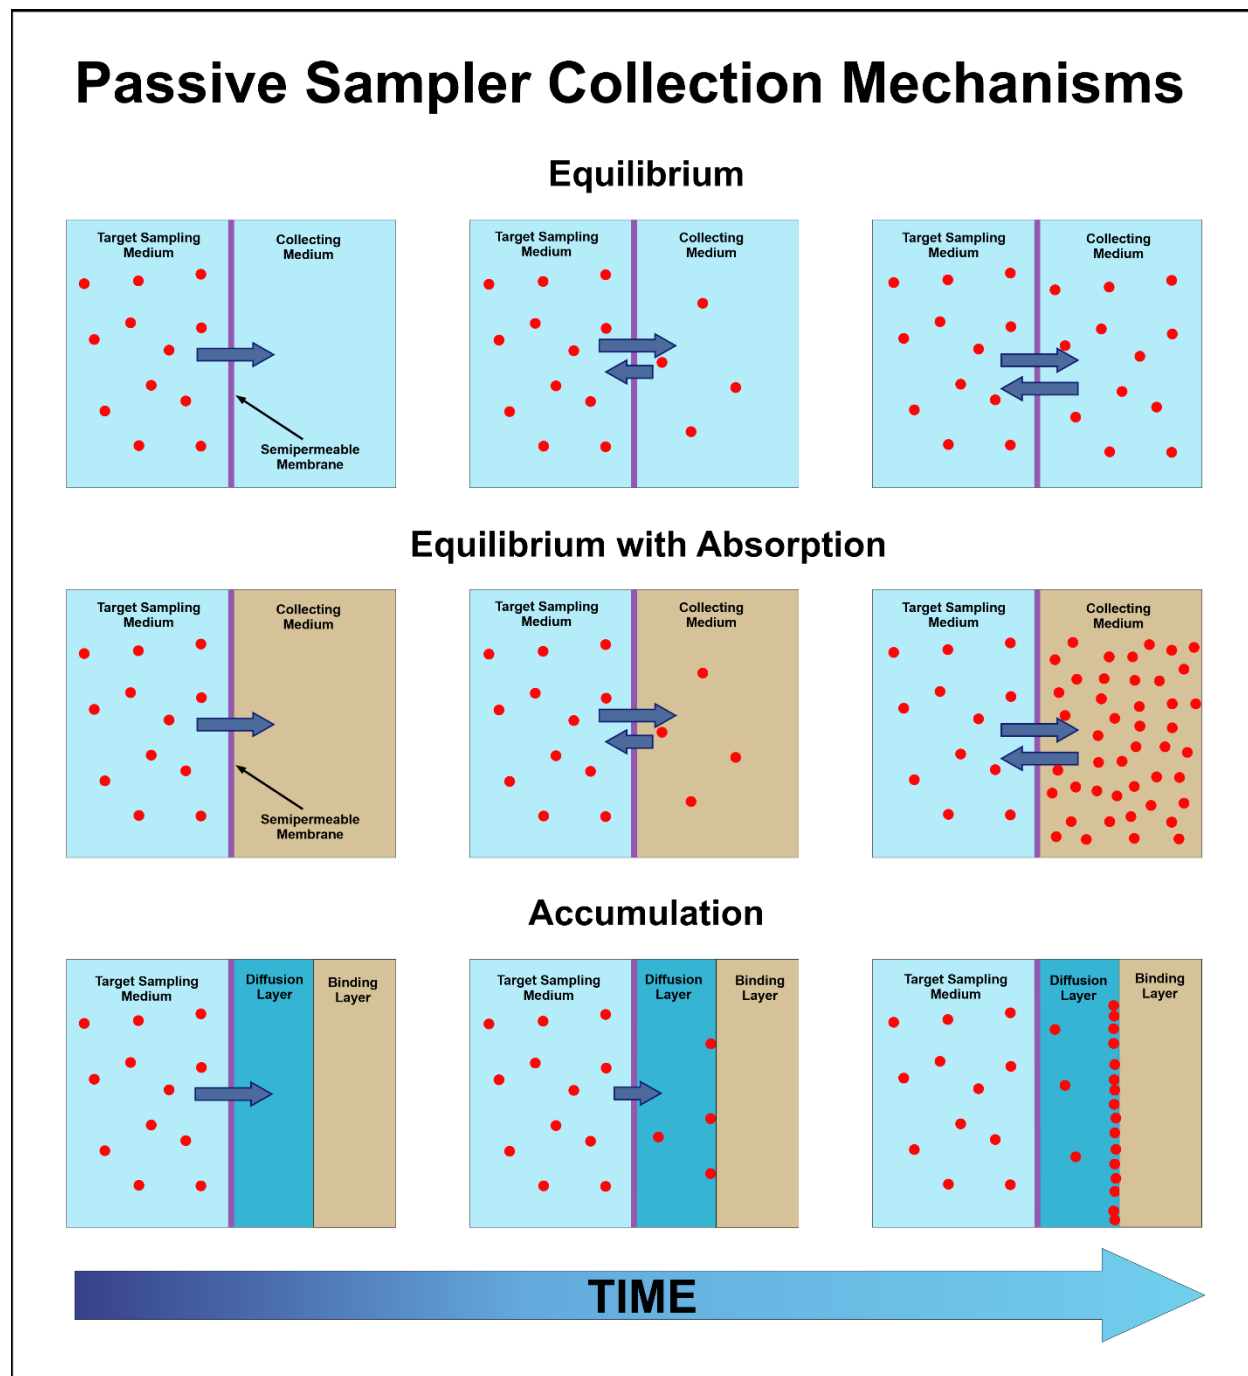 Passive Sampler Collection Mechanisms
Equilibrium
Target Sampling
Medium
Collecting
Medium
Semipermeable
Membrane
Target Sampling
Medium
Collecting
Medium
Target Sampling
Medium
Collecting
Medium
Equilibrium with Absorption
Target Sampling
Medium
Collecting
Medium
Semipermeable
Membrane
Target Sampling
Medium
Collecting
Medium
Target Sampling
Medium
Collecting
Medium
Accumulation
Target Sampling
Medium
Diffusion
Layer
Binding
Layer
Target Sampling
Medium
Diffusion
Layer
Binding
Layer
Target Sampling
Medium
Diffusion
Layer
Binding
Layer
TIME